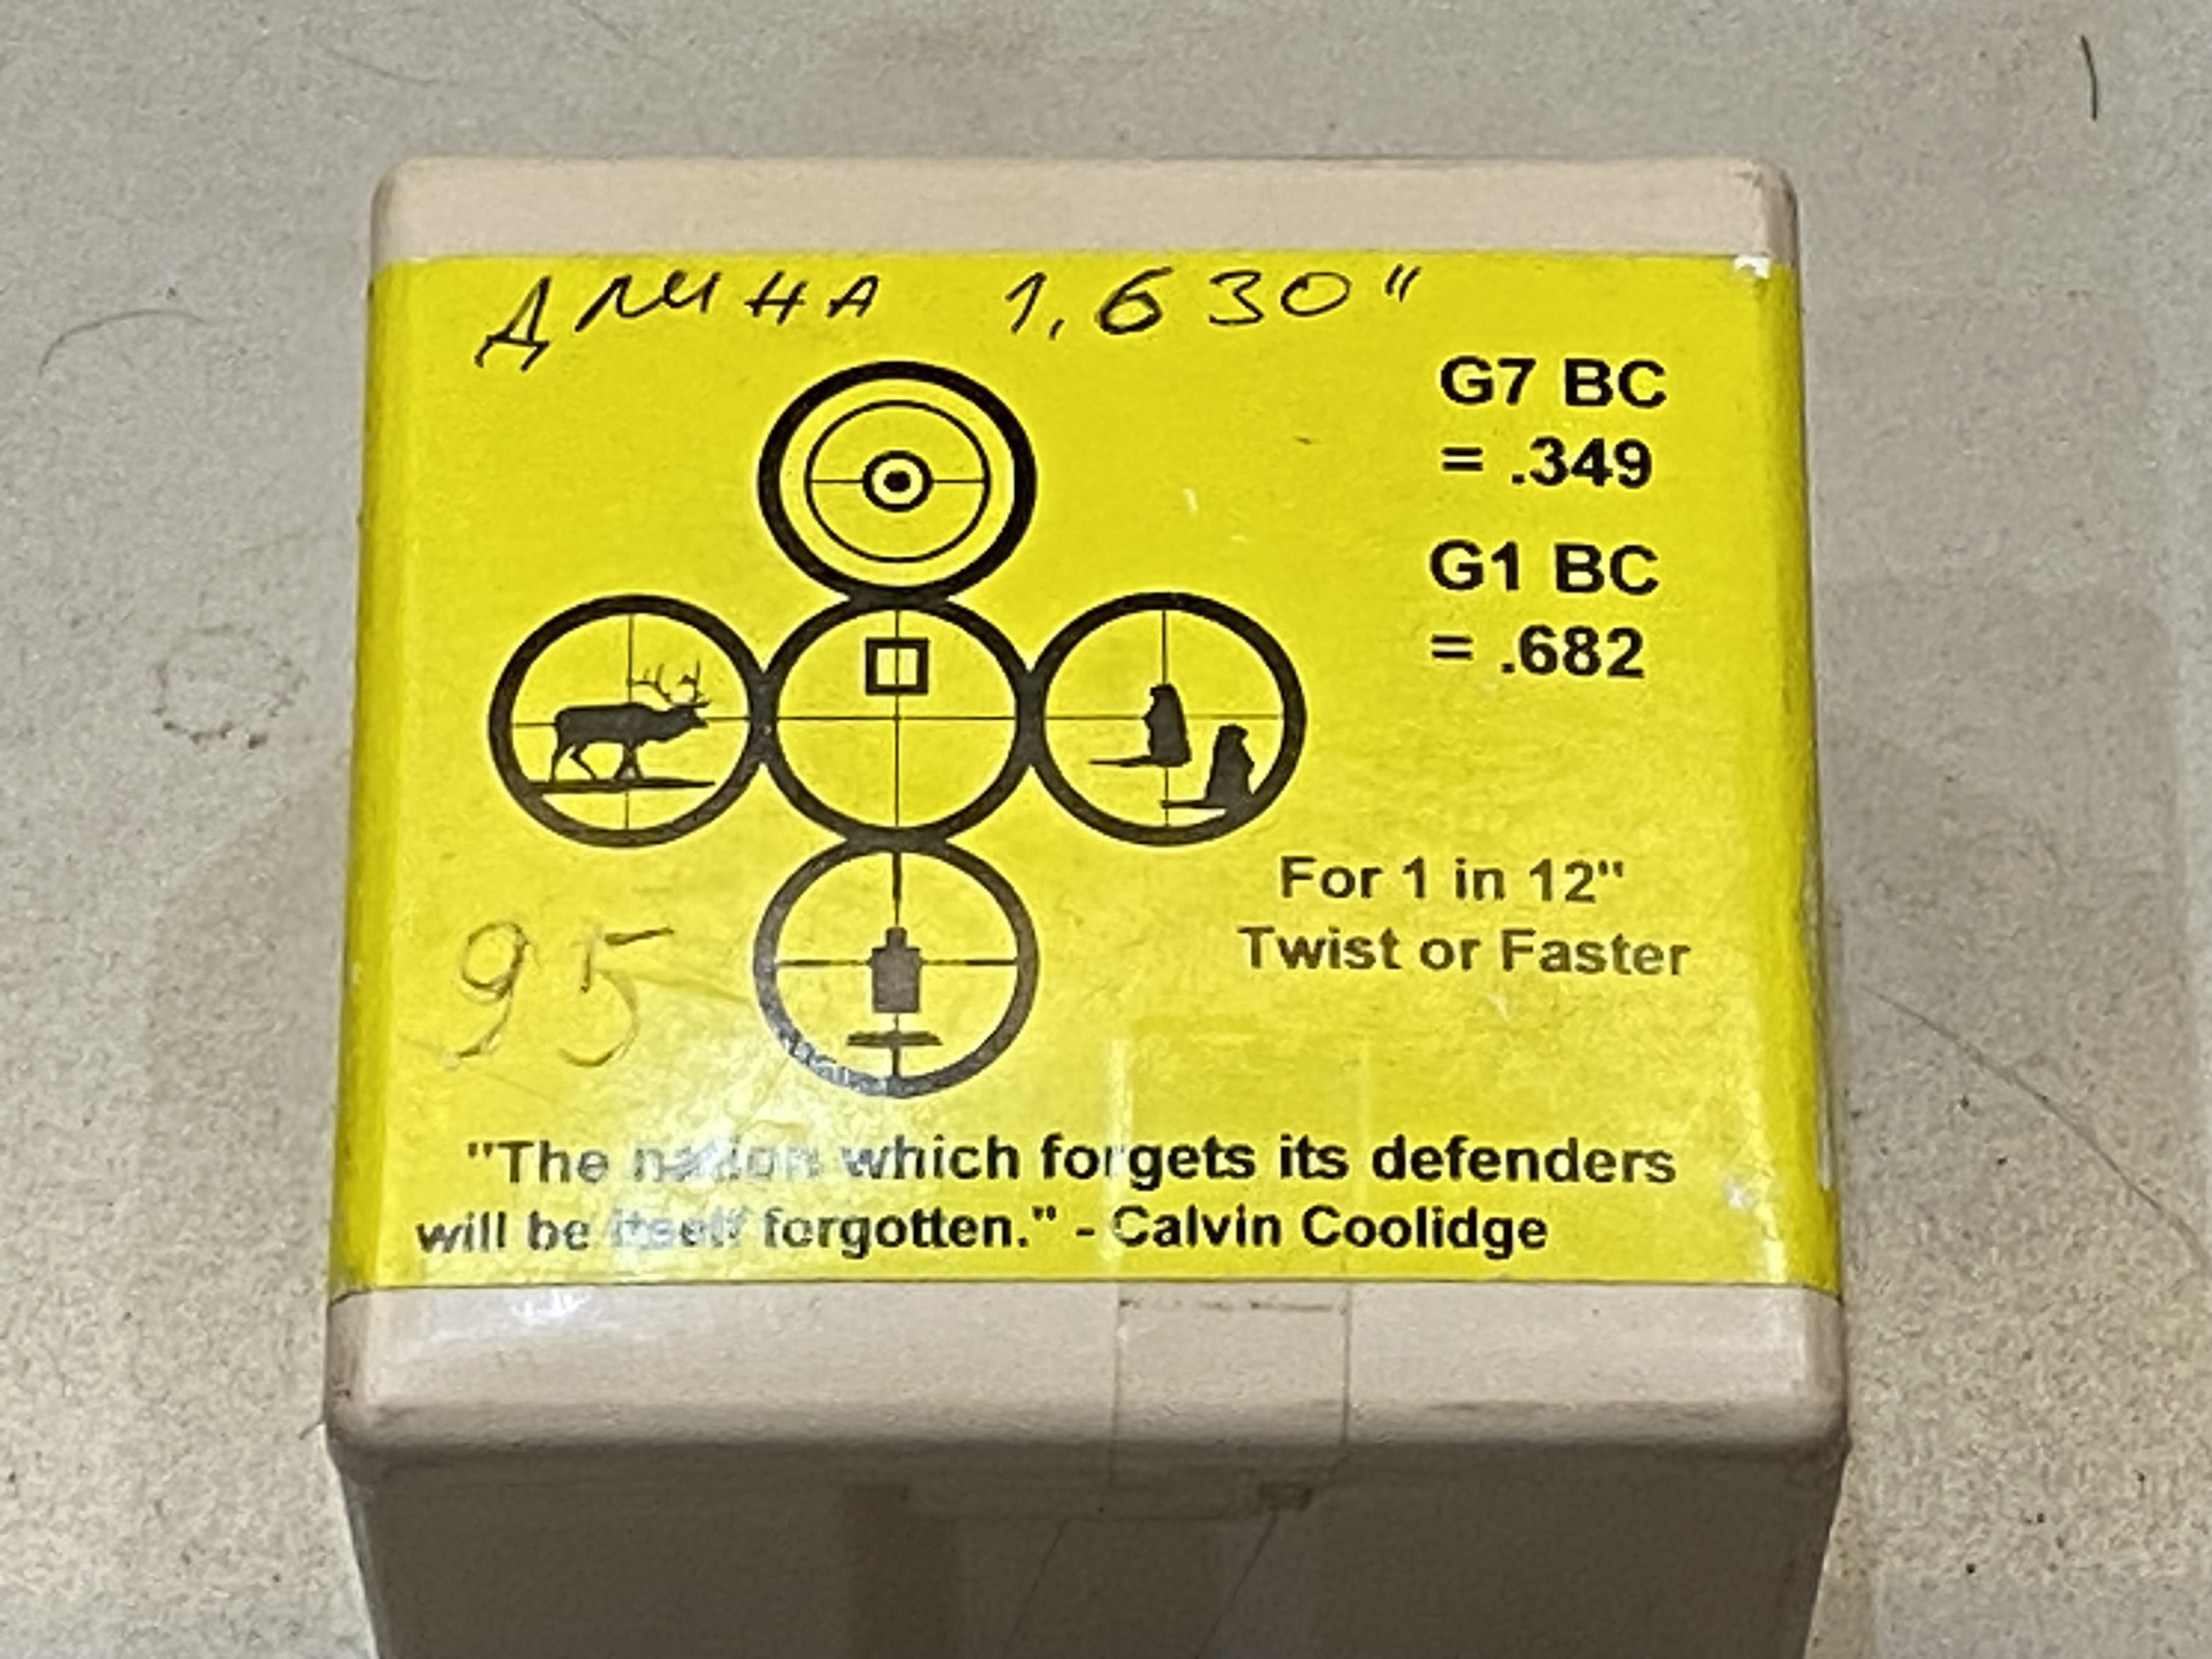 ДЛИНА 1,630"
G7 BC
= .349
G1 BC
= .682
For 1 in 12"
Twist or Faster
95
"The nation which forgets its defenders
will be itself forgotten." - Calvin Coolidge